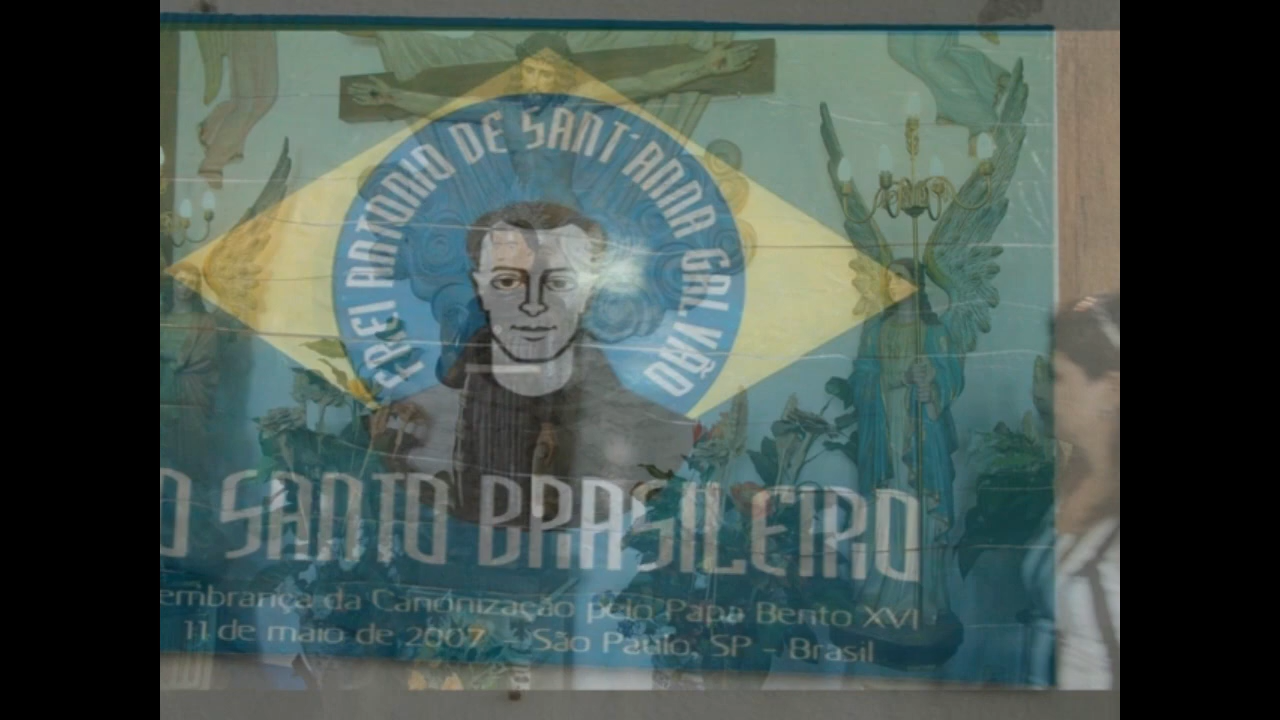 FREI ANTONIO DE SANT'ANNA GALVÃO
O SANTO BRASILEIRO
embrança da Canonização pelo Papa Bento XVI
11 de maio de 2007 - São Paulo, SP - Brasil